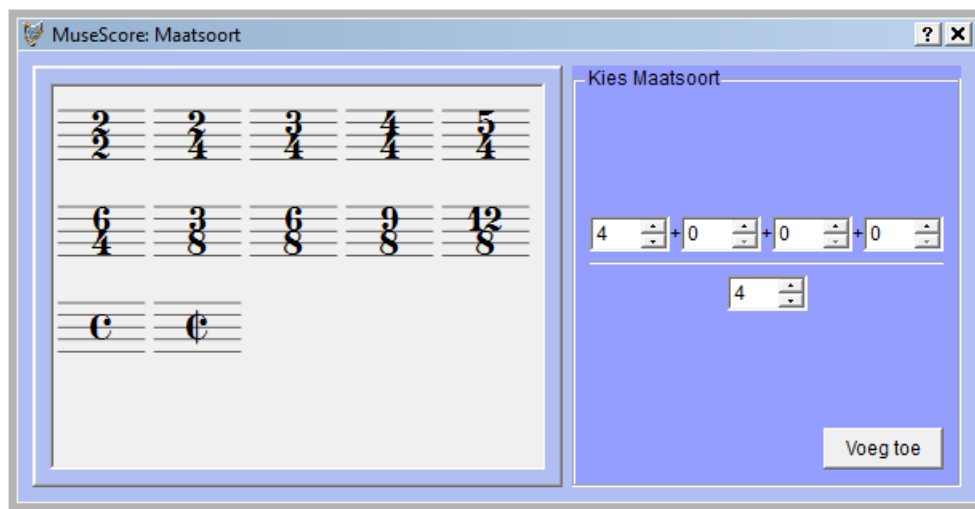 MuseScore: Maatsoort
Kies Maatsoort
2 2 3 4 5
2 4 4 4 4
6 3 6 9 12
4 8 8 8 8
4 + 0 + 0 + 0
4
Voeg toe